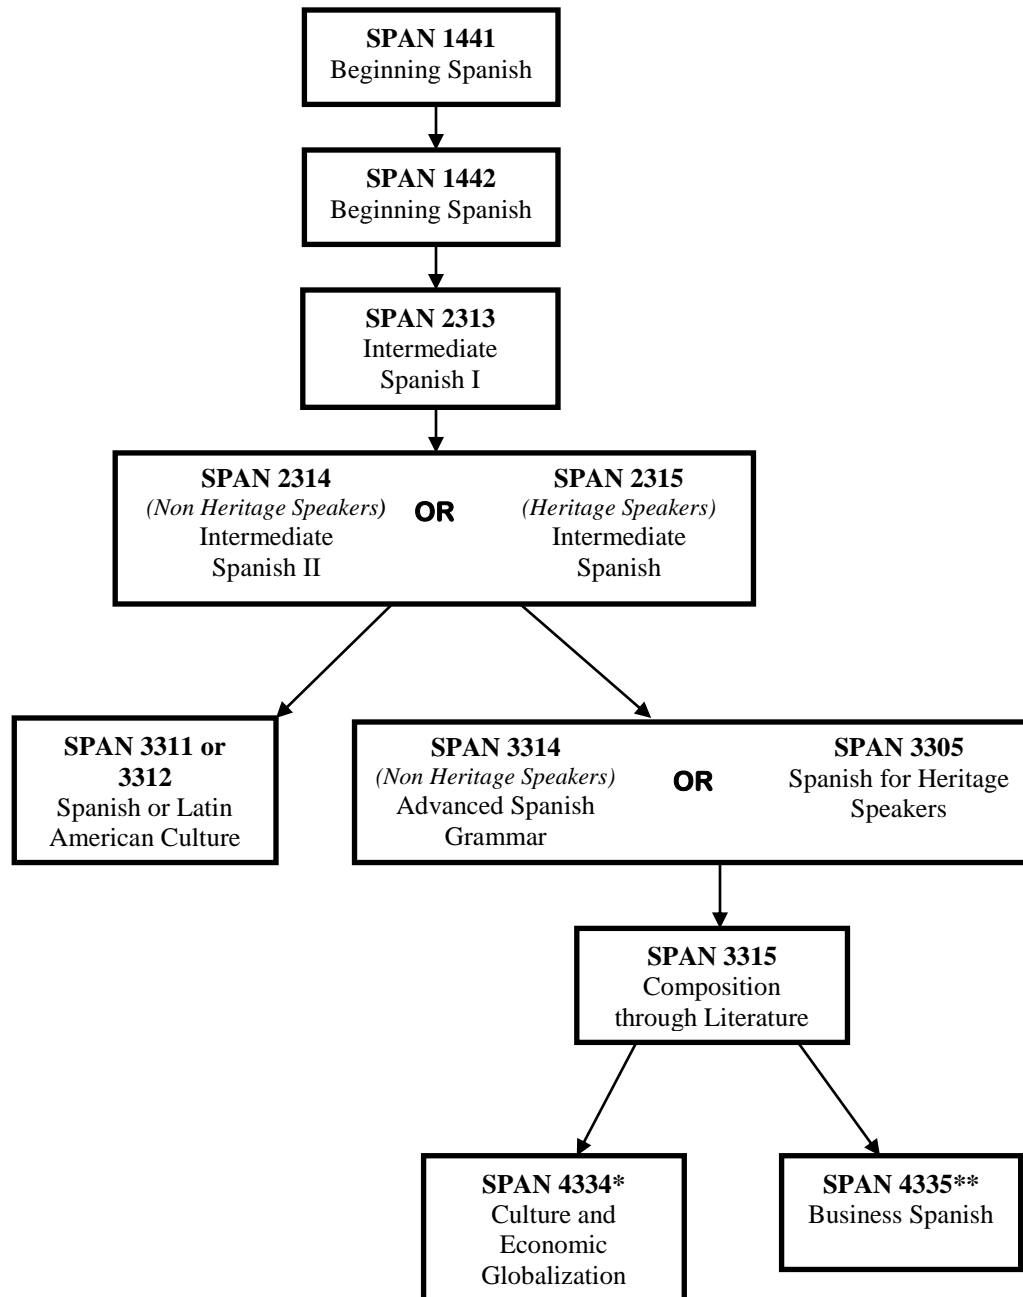 SPAN 1441
Beginning Spanish
SPAN 1442
Beginning Spanish
SPAN 2313
Intermediate
Spanish I
SPAN 2314
(Non Heritage Speakers)
Intermediate
Spanish II
OR
SPAN 2315
(Heritage Speakers)
Intermediate
Spanish
SPAN 3311 or
3312
Spanish or Latin
American Culture
SPAN 3314
(Non Heritage Speakers)
Advanced Spanish
Grammar
OR
SPAN 3305
Spanish for Heritage
Speakers
SPAN 3315
Composition
through Literature
SPAN 4334*
Culture and
Economic
Globalization
SPAN 4335**
Business Spanish